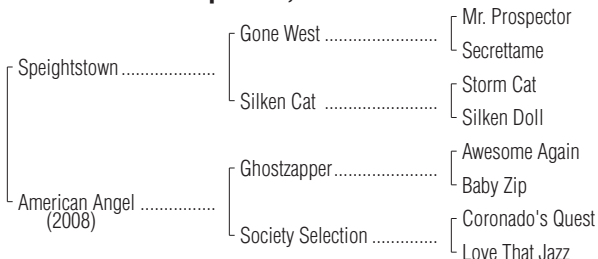 Mr. Prospector
Gone West
Secrettame
Speightstown
Storm Cat
Silken Cat
Silken Doll
Awesome Again
Ghostzapper
Baby Zip
American Angel
(2008)
Coronado's Quest
Society Selection
Love That Jazz